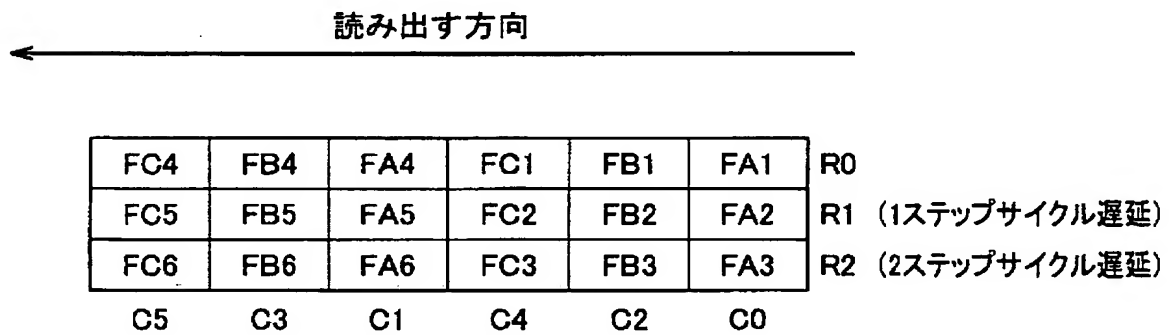 読み出す方向
FC4 FB4 FA4 FC1 FB1 FA1 R0
FC5 FB5 FA5 FC2 FB2 FA2 R1 (1ステップサイクル遅延)
FC6 FB6 FA6 FC3 FB3 FA3 R2 (2ステップサイクル遅延)
C5 C3 C1 C4 C2 C0